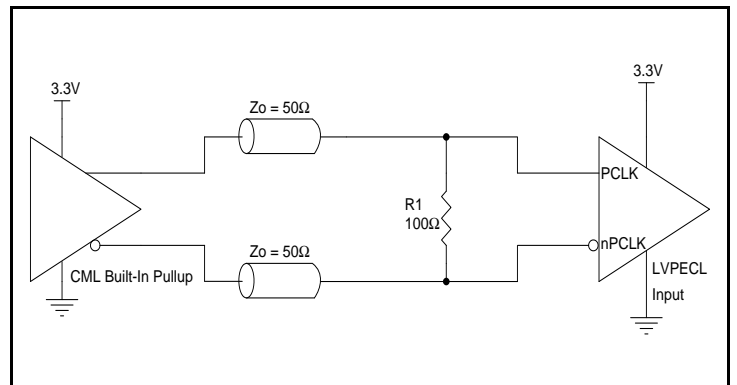 3.3V
3.3V
Zo = 50Ω
PCLK
R1
100Ω
nPCLK
Zo = 50Ω
CML Built-In Pullup
LVPECL
Input